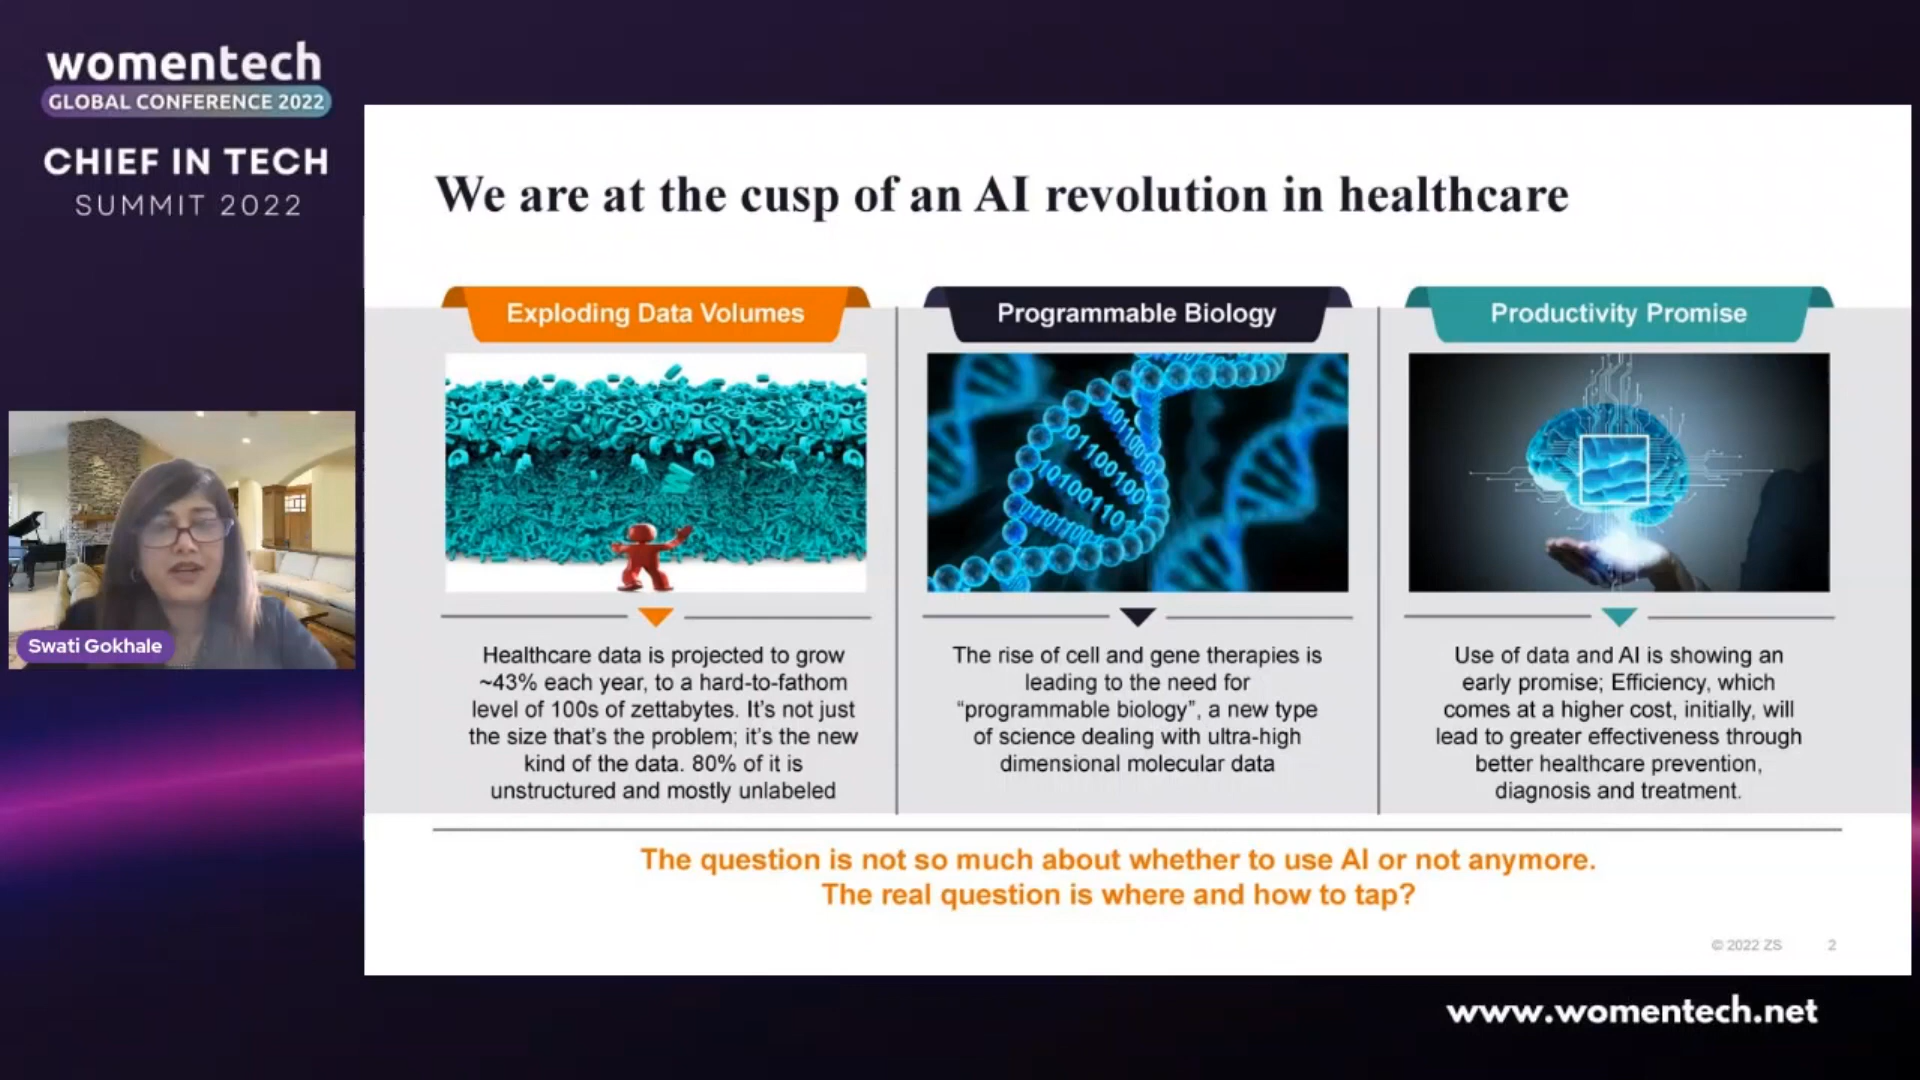 womentech
GLOBAL CONFERENCE 2022
CHIEF IN TECH
SUMMIT 2022
Swati Gokhale
We are at the cusp of an AI revolution in healthcare
Exploding Data Volumes
Healthcare data is projected to grow
~43% each year, to a hard-to-fathom
level of 100s of zettabytes. It’s not just
the size that’s the problem; it’s the new
kind of the data. 80% of it is
unstructured and mostly unlabeled
Programmable Biology
The rise of cell and gene therapies is
leading to the need for
“programmable biology”, a new type
of science dealing with ultra-high
dimensional molecular data
Productivity Promise
Use of data and AI is showing an
early promise; Efficiency, which
comes at a higher cost, initially, will
lead to greater effectiveness through
better healthcare prevention,
diagnosis and treatment.
The question is not so much about whether to use AI or not anymore.
The real question is where and how to tap?
© 2022 ZS 2
www.womentech.net